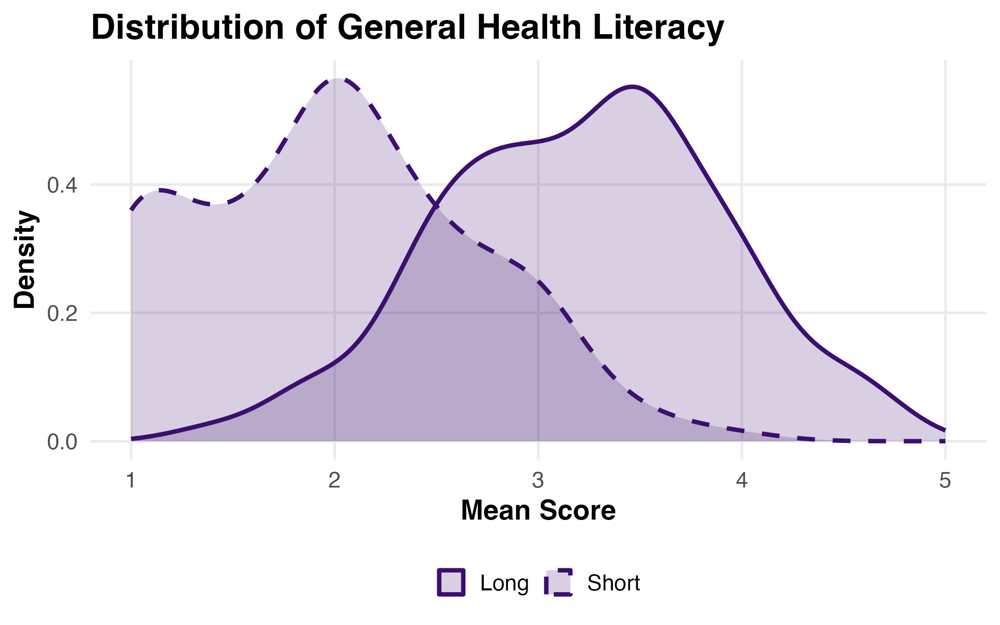 Distribution of General Health Literacy
Density
0.4
0.2
0.0
1 2 3 4 5
Mean Score
Long Short